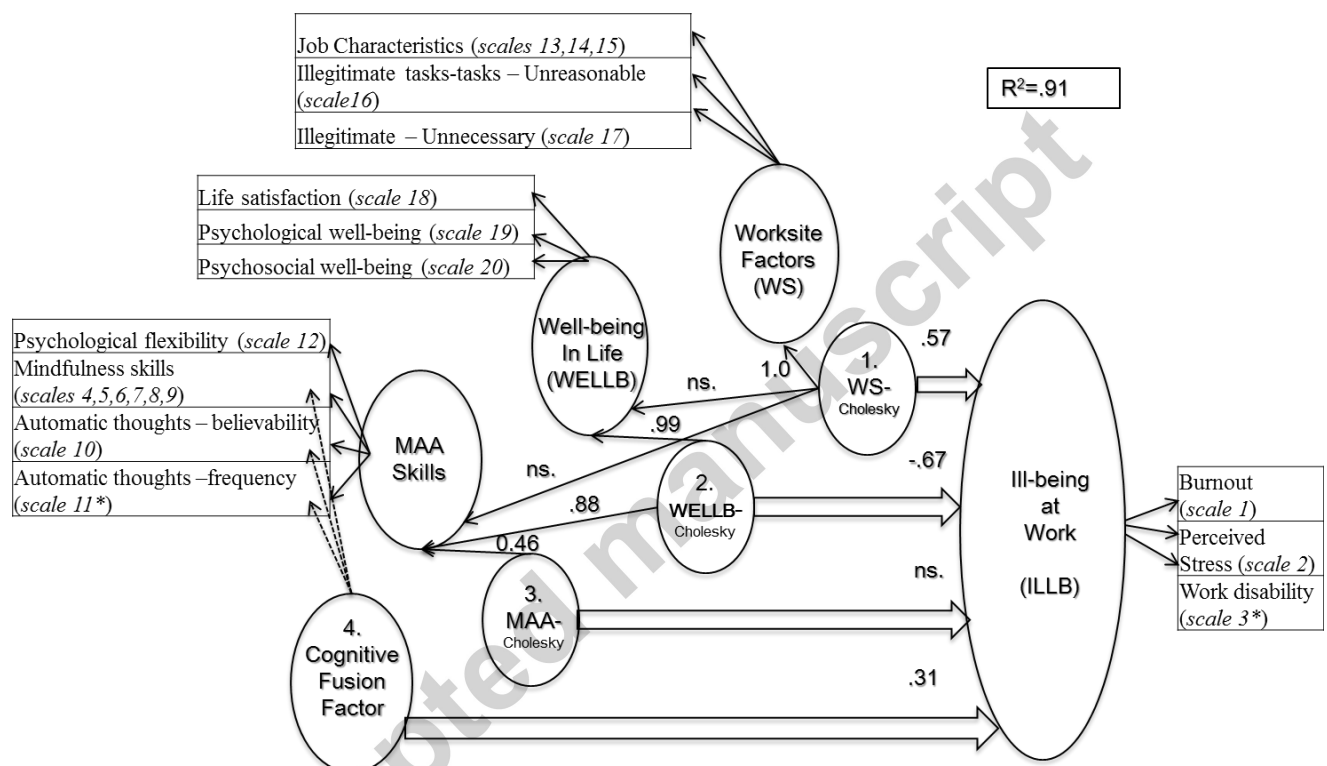 Job Characteristics (scales 13,14,15)
Illegitimate tasks-tasks – Unreasonable
(scale16)
Illegitimate – Unnecessary (scale 17)
R²=.91
Life satisfaction (scale 18)
Psychological well-being (scale 19)
Psychosocial well-being (scale 20)
Worksite
Factors
(WS)
Well-being
In Life
(WELLB)
Psychological flexibility (scale 12)
Mindfulness skills
(scales 4,5,6,7,8,9)
Automatic thoughts – believability
(scale 10)
Automatic thoughts –frequency
(scale 11*)
MAA
Skills
1.0
ns.
.99
ns.
.88
0.46
1.
WS-
Cholesky
.57
2.
WELLB-
Cholesky
-.67
3.
MAA-
Cholesky
ns.
4.
Cognitive
Fusion
Factor
.31
Ill-being
at
Work
(ILLB)
Burnout
(scale 1)
Perceived
Stress (scale 2)
Work disability
(scale 3*)
pted manuscript